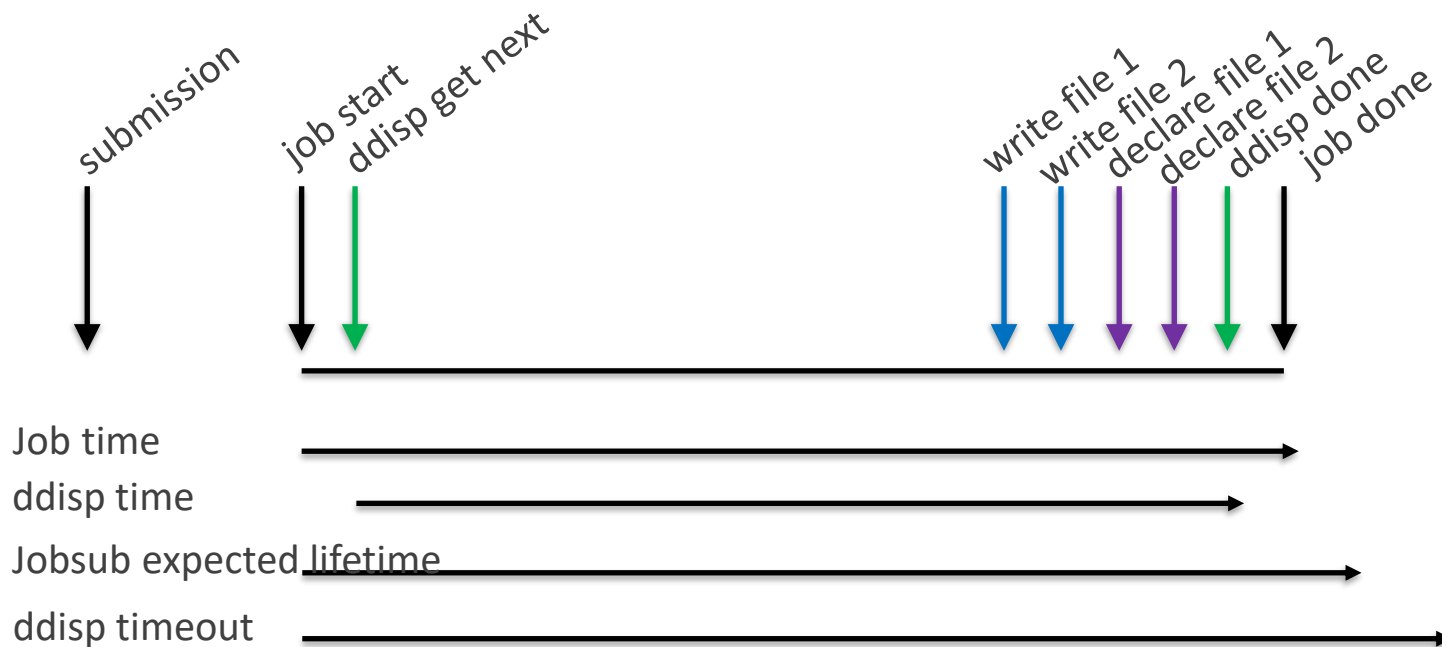 submission
job start
ddisp get next
write file 1
write file 2
declare file 1
declare file 2
ddisp done
job done
Job time
ddisp time
Jobsub expected lifetime
ddisp timeout